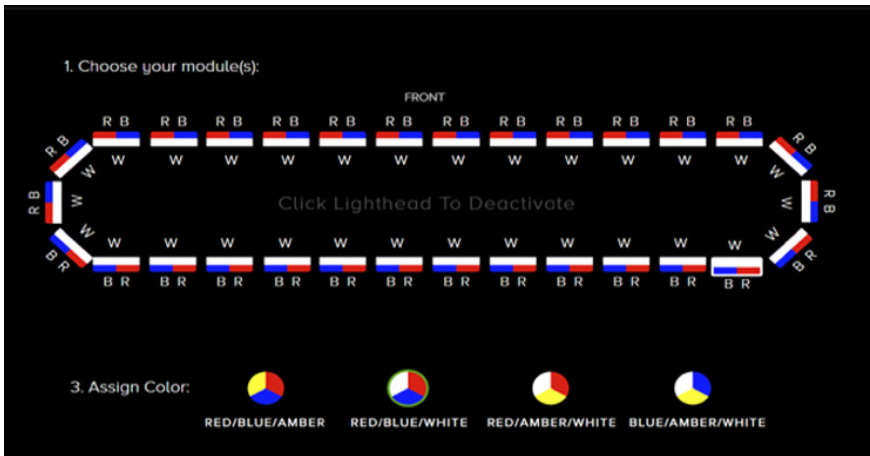 1. Choose your module(s):
FRONT
R B R B R B R B R B R B R B R B R B R B R B R B R B R B
W W W W W W W W W W W W W W
R B W Click Lighthead To Deactivate W R B
W W W W W W W W W W W W W W
B R B R B R B R B R B R B R B R B R B R B R B R B R B R
3. Assign Color:
RED/BLUE/AMBER RED/BLUE/WHITE RED/AMBER/WHITE BLUE/AMBER/WHITE